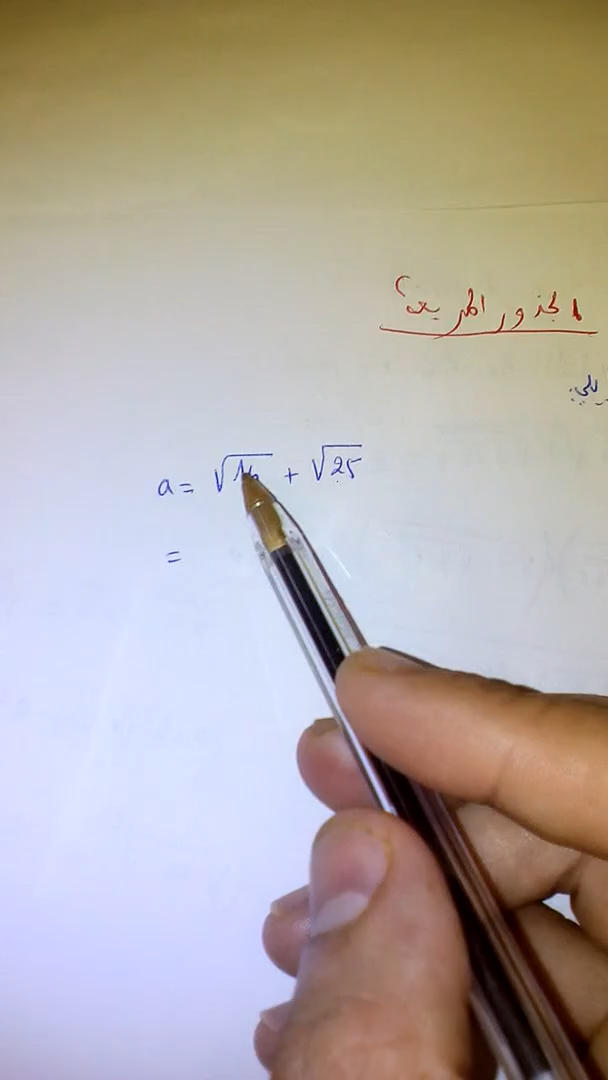 الجذور المربعة
a = √16 + √25
=